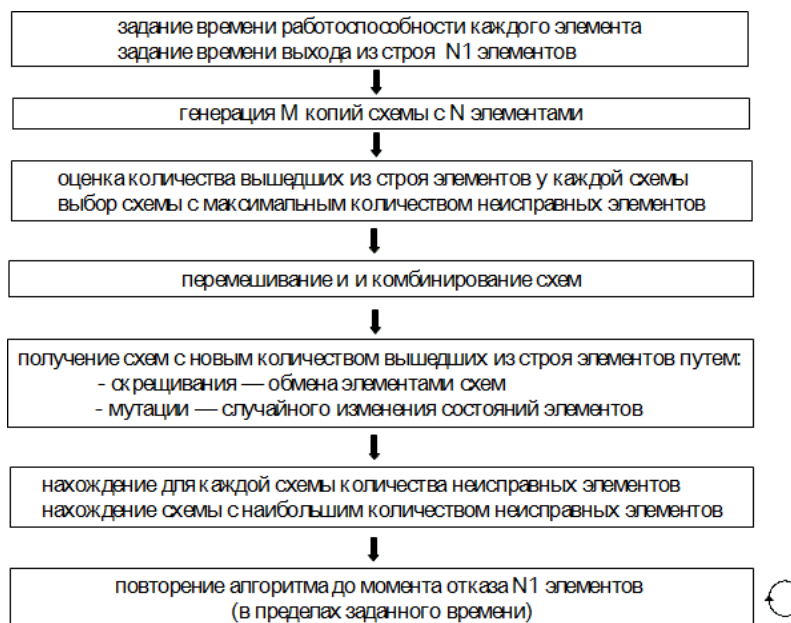 задание времени работоспособности каждого элемента
задание времени выхода из строя N1 элементов
генерация M копий схемы с N элементами
оценка количества вышедших из строя элементов у каждой схемы
выбор схемы с максимальным количеством неисправных элементов
перемешивание и и комбинирование схем
получение схем с новым количеством вышедших из строя элементов путем:
- скрещивания — обмена элементами схем
- мутации — случайного изменения состояний элементов
нахождение для каждой схемы количества неисправных элементов
нахождение схемы с наибольшим количеством неисправных элементов
повторение алгоритма до момента отказа N1 элементов
(в пределах заданного времени)